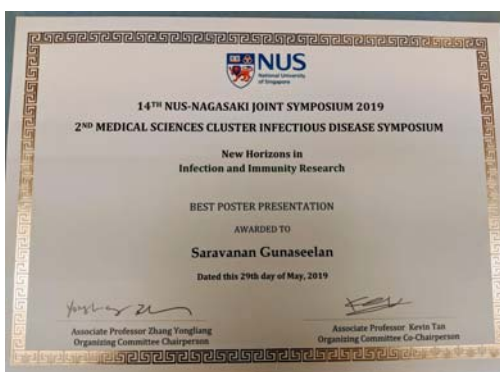 NUS
National University
of Singapore
14TH NUS-NAGASAKI JOINT SYMPOSIUM 2019
2ND MEDICAL SCIENCES CLUSTER INFECTIOUS DISEASE SYMPOSIUM
New Horizons in
Infection and Immunity Research
BEST POSTER PRESENTATION
AWARDED TO
Saravanan Gunaseelan
Dated this 29th day of May, 2019
Associate Professor Zhang Yongliang
Organizing Committee Chairperson
Associate Professor Kevin Tan
Organizing Committee Co-Chairperson